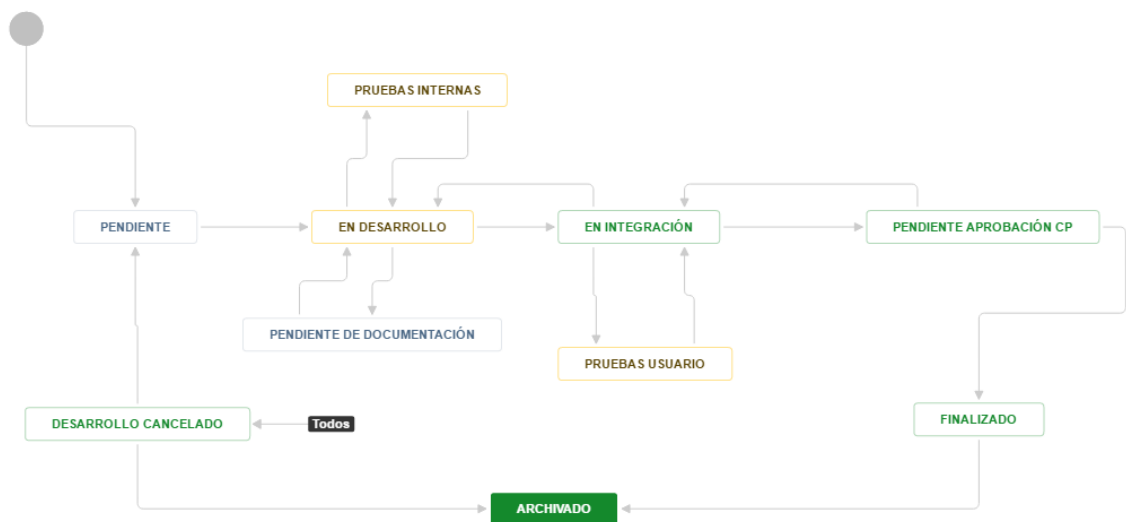 PRUEBAS INTERNAS
PENDIENTE
EN DESARROLLO
EN INTEGRACIÓN
PENDIENTE APROBACIÓN CP
PENDIENTE DE DOCUMENTACIÓN
PRUEBAS USUARIO
DESARROLLO CANCELADO
Todos
FINALIZADO
ARCHIVADO